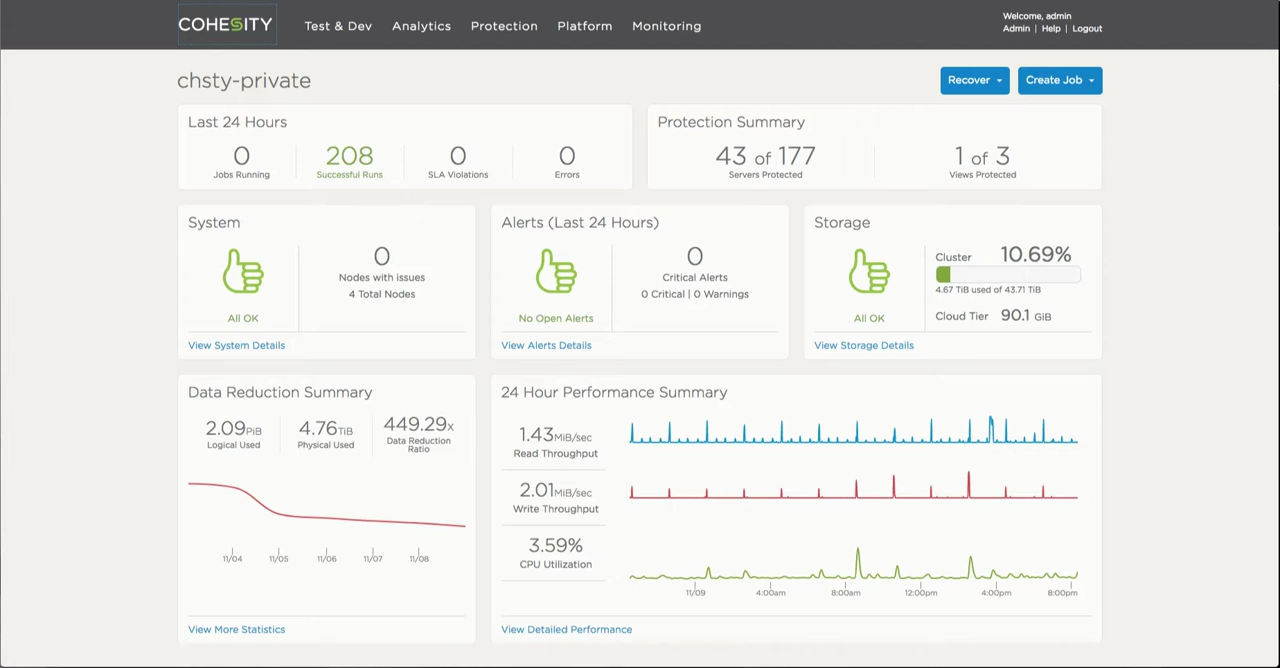 COHESITY
Test & Dev Analytics Protection Platform Monitoring
Welcome, admin
Admin | Help | Logout
chsty-private
Recover
Create Job
Last 24 Hours
0 208 0 0
Jobs Running Successful Runs SLA Violations Errors
Protection Summary
43 of 177 1 of 3
Servers Protected Views Protected
System
All OK
0
Nodes with issues
4 Total Nodes
View System Details
Alerts (Last 24 Hours)
No Open Alerts
0
Critical Alerts
0 Critical | 0 Warnings
View Alerts Details
Storage
All OK
Cluster 10.69%
4.67 TiB used of 43.71 TiB
Cloud Tier 90.1 GiB
View Storage Details
Data Reduction Summary
2.09PiB 4.76TiB 449.29x
Logical Used Physical Used Data Reduction
Ratio
11/04 11/05 11/06 11/07 11/08
View More Statistics
24 Hour Performance Summary
1.43MiB/sec
Read Throughput
2.01MiB/sec
Write Throughput
3.59%
CPU Utilization
11/09 4:00am 8:00am 12:00pm 4:00pm 8:00pm
View Detailed Performance